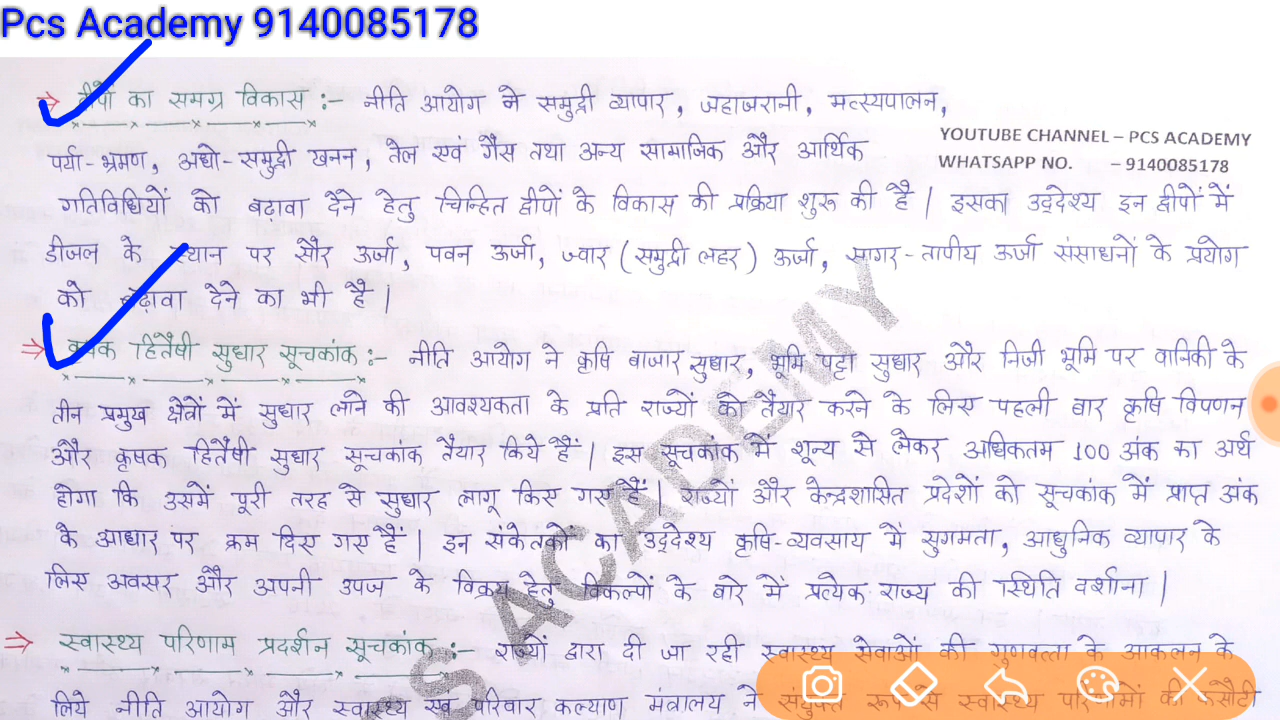 Pcs Academy 9140085178
⇒ द्वीपों का समग्र विकास :- नीति आयोग ने समुद्री व्यापार, जहाजरानी, मत्स्यपालन,
YOUTUBE CHANNEL – PCS ACADEMY
पर्या-भ्रमण, अधो-समुद्री खनन, तेल एवं गैस तथा अन्य सामाजिक और आर्थिक
WHATSAPP NO. – 9140085178
गतिविधियों को बढ़ावा देने हेतु चिन्हित द्वीपों के विकास की प्रक्रिया शुरू की है | इसका उद्देश्य इन द्वीपों में
डीजल के स्थान पर सौर ऊर्जा, पवन ऊर्जा, ज्वार (समुद्री लहर) ऊर्जा, सागर-तापीय ऊर्जा संसाधनों के प्रयोग
को बढ़ावा देने का भी है |
⇒ कृषक हितैषी सुधार सूचकांक :- नीति आयोग ने कृषि बाजार सुधार, भूमि पट्टा सुधार और निजी भूमि पर वानिकी के
तीन प्रमुख क्षेत्रों में सुधार लाने की आवश्यकता के प्रति राज्यों को तैयार करने के लिए पहली बार कृषि विपणन
और कृषक हितैषी सुधार सूचकांक तैयार किये हैं | इस सूचकांक में शून्य से लेकर अधिकतम 100 अंक का अर्थ
होगा कि उसमें पूरी तरह से सुधार लागू किए गए हैं | राज्यों और केन्द्रशासित प्रदेशों को सूचकांक में प्राप्त अंक
के आधार पर क्रम दिए गए हैं | इन संकेतकों का उद्देश्य कृषि-व्यवसाय में सुगमता, आधुनिक व्यापार के
लिए अवसर और अपनी उपज के विक्रय हेतु विकल्पों के बारे में प्रत्येक राज्य की स्थिति दर्शाना |
⇒ स्वास्थ्य परिणाम प्रदर्शन सूचकांक :- राज्यों द्वारा दी जा रही स्वास्थ्य सेवाओं की गुणवत्ता के आकलन के
लिये नीति आयोग और स्वास्थ्य एवं परिवार कल्याण मंत्रालय ने संयुक्त रूप से स्वास्थ्य परिणामों की कसौटी
PCS ACADEMY